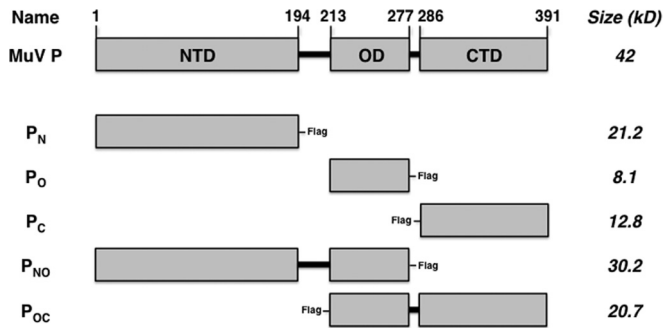 Name 1 194 213 277 286 391 Size (kD)
MuV P NTD OD CTD 42
PN Flag 21.2
PO Flag 8.1
PC Flag 12.8
PNO Flag 30.2
POC Flag 20.7